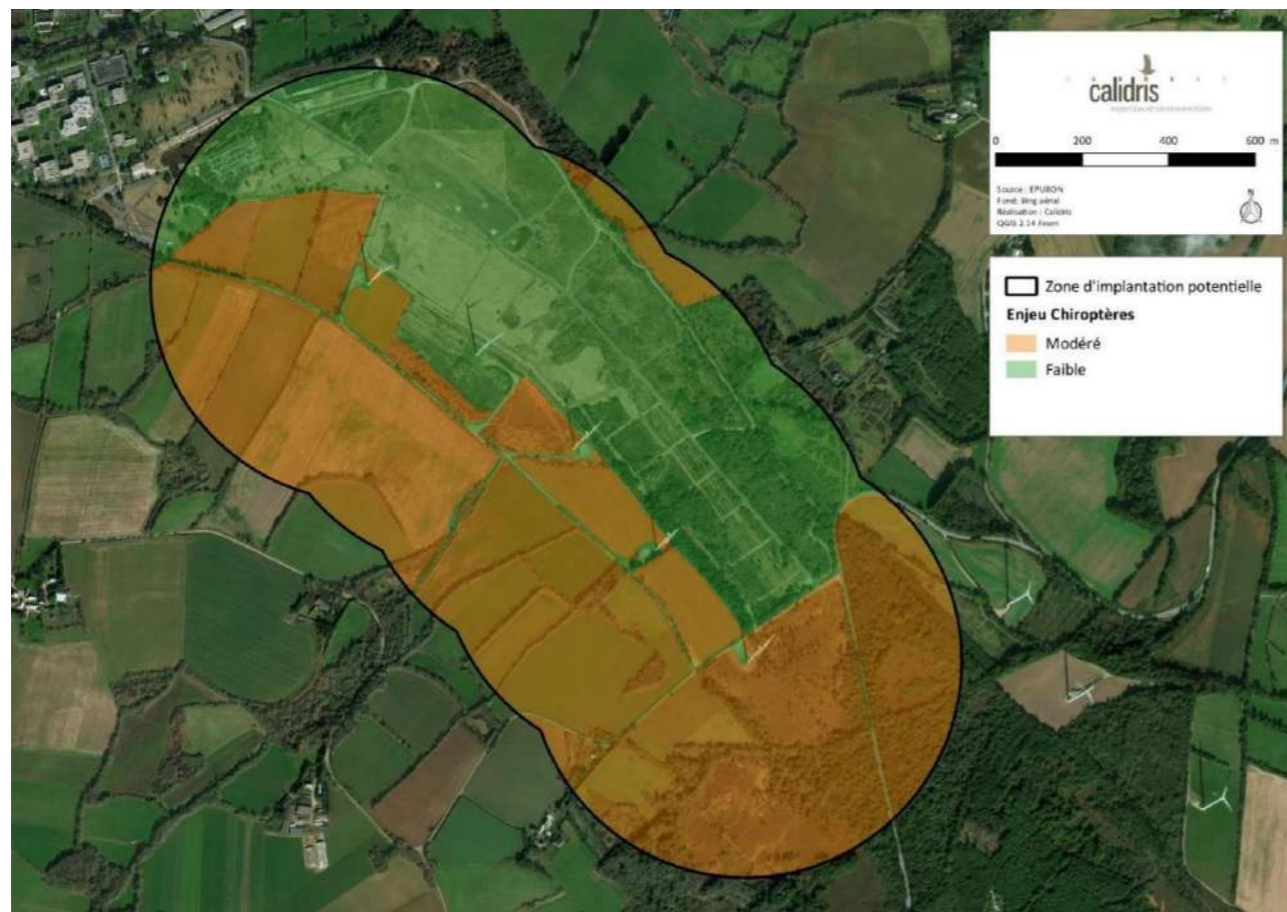 calidris
0 200 400 600 m
Source : EPURON
Fond: Bing aérial
Réalisation : Calidris
N
Zone d'implantation potentielle
Enjeu Chiroptères
Modéré
Faible